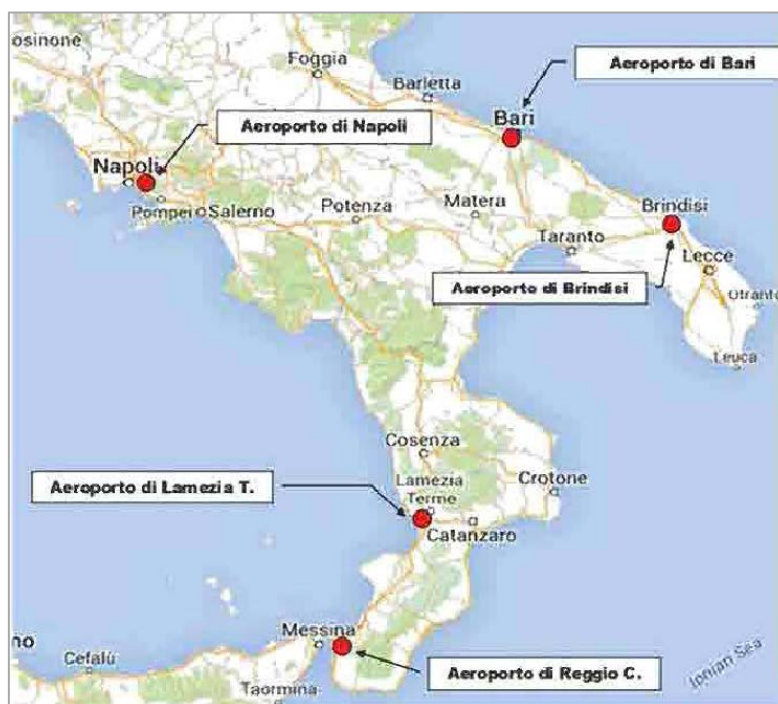 osinone
Foggia
Barletta
Aeroporto di Bari
Bari
Aeroporto di Napoli
Napoli
Pompei
Salerno
Potenza
Matera
Brindisi
Taranto
Lecce
Aeroporto di Brindisi
Otranto
Leuca
Cosenza
Aeroporto di Lamezia T.
Lamezia
Terme
Crotone
Catanzaro
Messina
no
Cefalù
Aeroporto di Reggio C.
Taormina
Ionian Sea